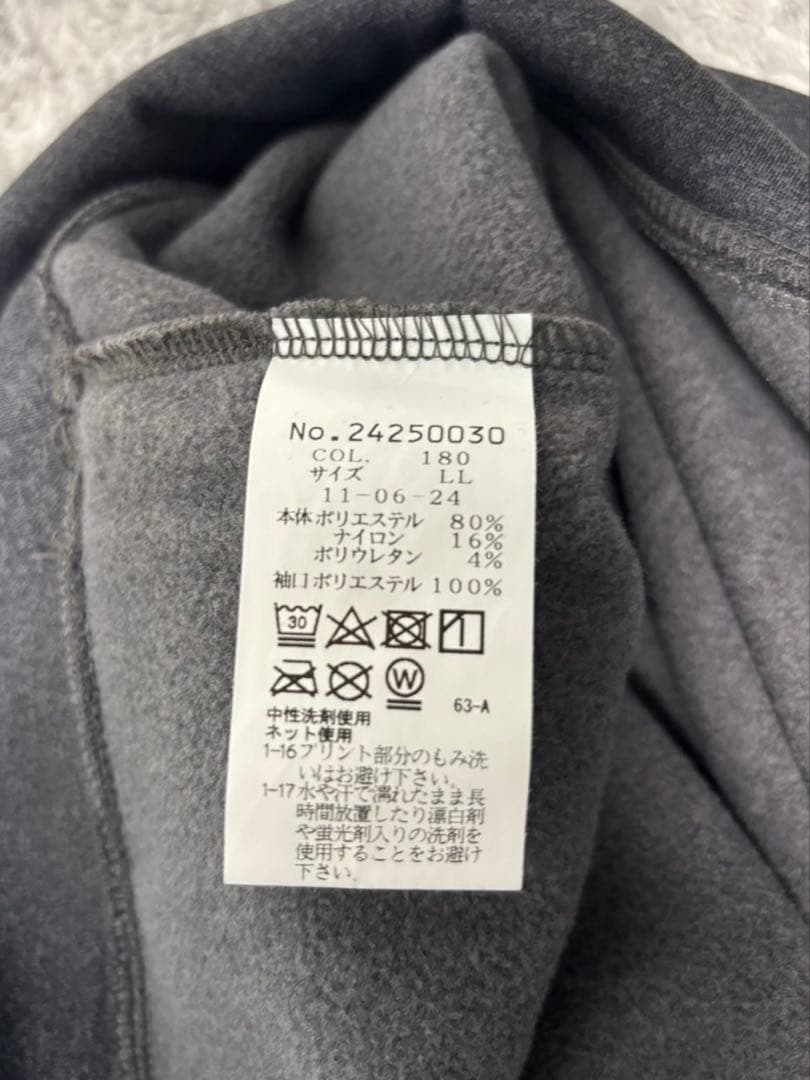 No.24250030
COL. 180
サイズ LL
11-06-24
本体 ポリエステル 80%
ナイロン 16%
ポリウレタン 4%
袖口 ポリエステル 100%
30
W
63-A
中性洗剤使用
ネット使用
1-16プリント部分のもみ洗
いはお避け下さい。
1-17水や汗で濡れたまま長
時間放置したり漂白剤
や蛍光剤入りの洗剤を
使用することをお避け
下さい。